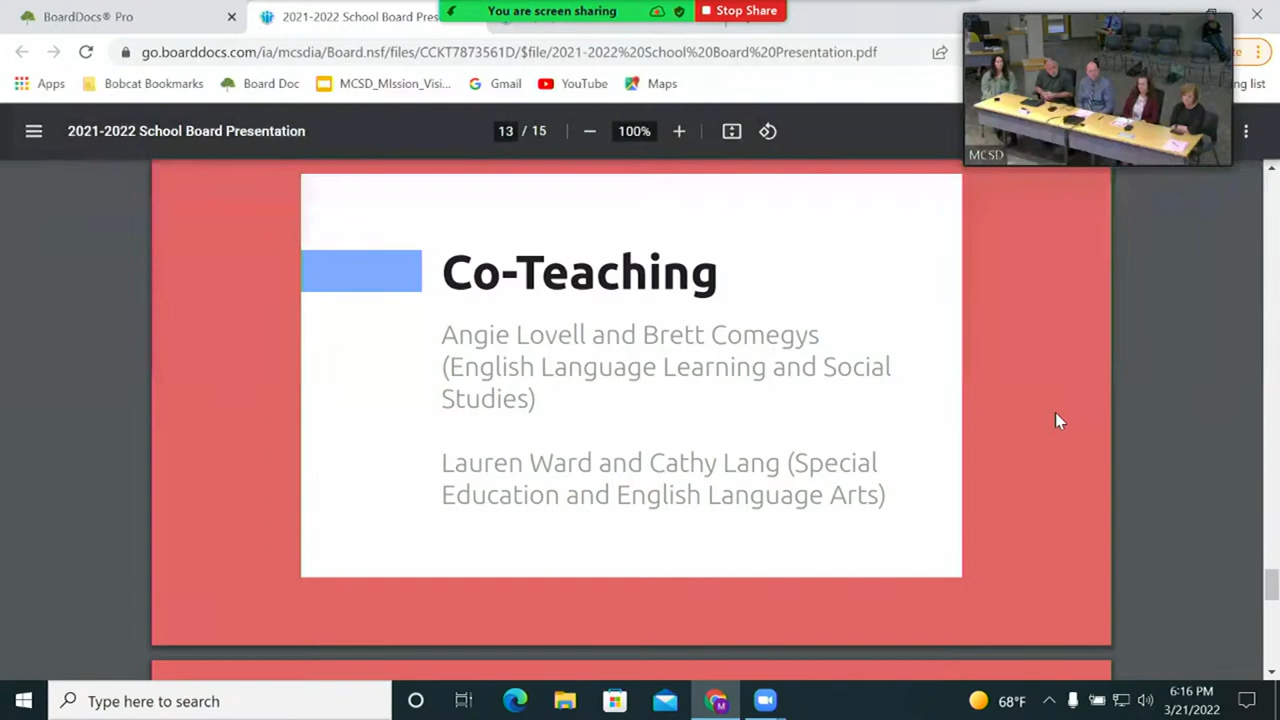 BoardDocs® Pro
2021-2022 School Board Pres
You are screen sharing
Stop Share
go.boarddocs.com/ia/mcsdia/Board.nsf/files/CCKT7873561D/$file/2021-2022%20School%20Board%20Presentation.pdf
Apps
Bobcat Bookmarks
Board Doc
MCSD_MIssion_Visi...
Gmail
YouTube
Maps
MCSD
2021-2022 School Board Presentation
13 / 15
100%
Co-Teaching
Angie Lovell and Brett Comegys
(English Language Learning and Social
Studies)
Lauren Ward and Cathy Lang (Special
Education and English Language Arts)
Type here to search
68°F
6:16 PM
3/21/2022